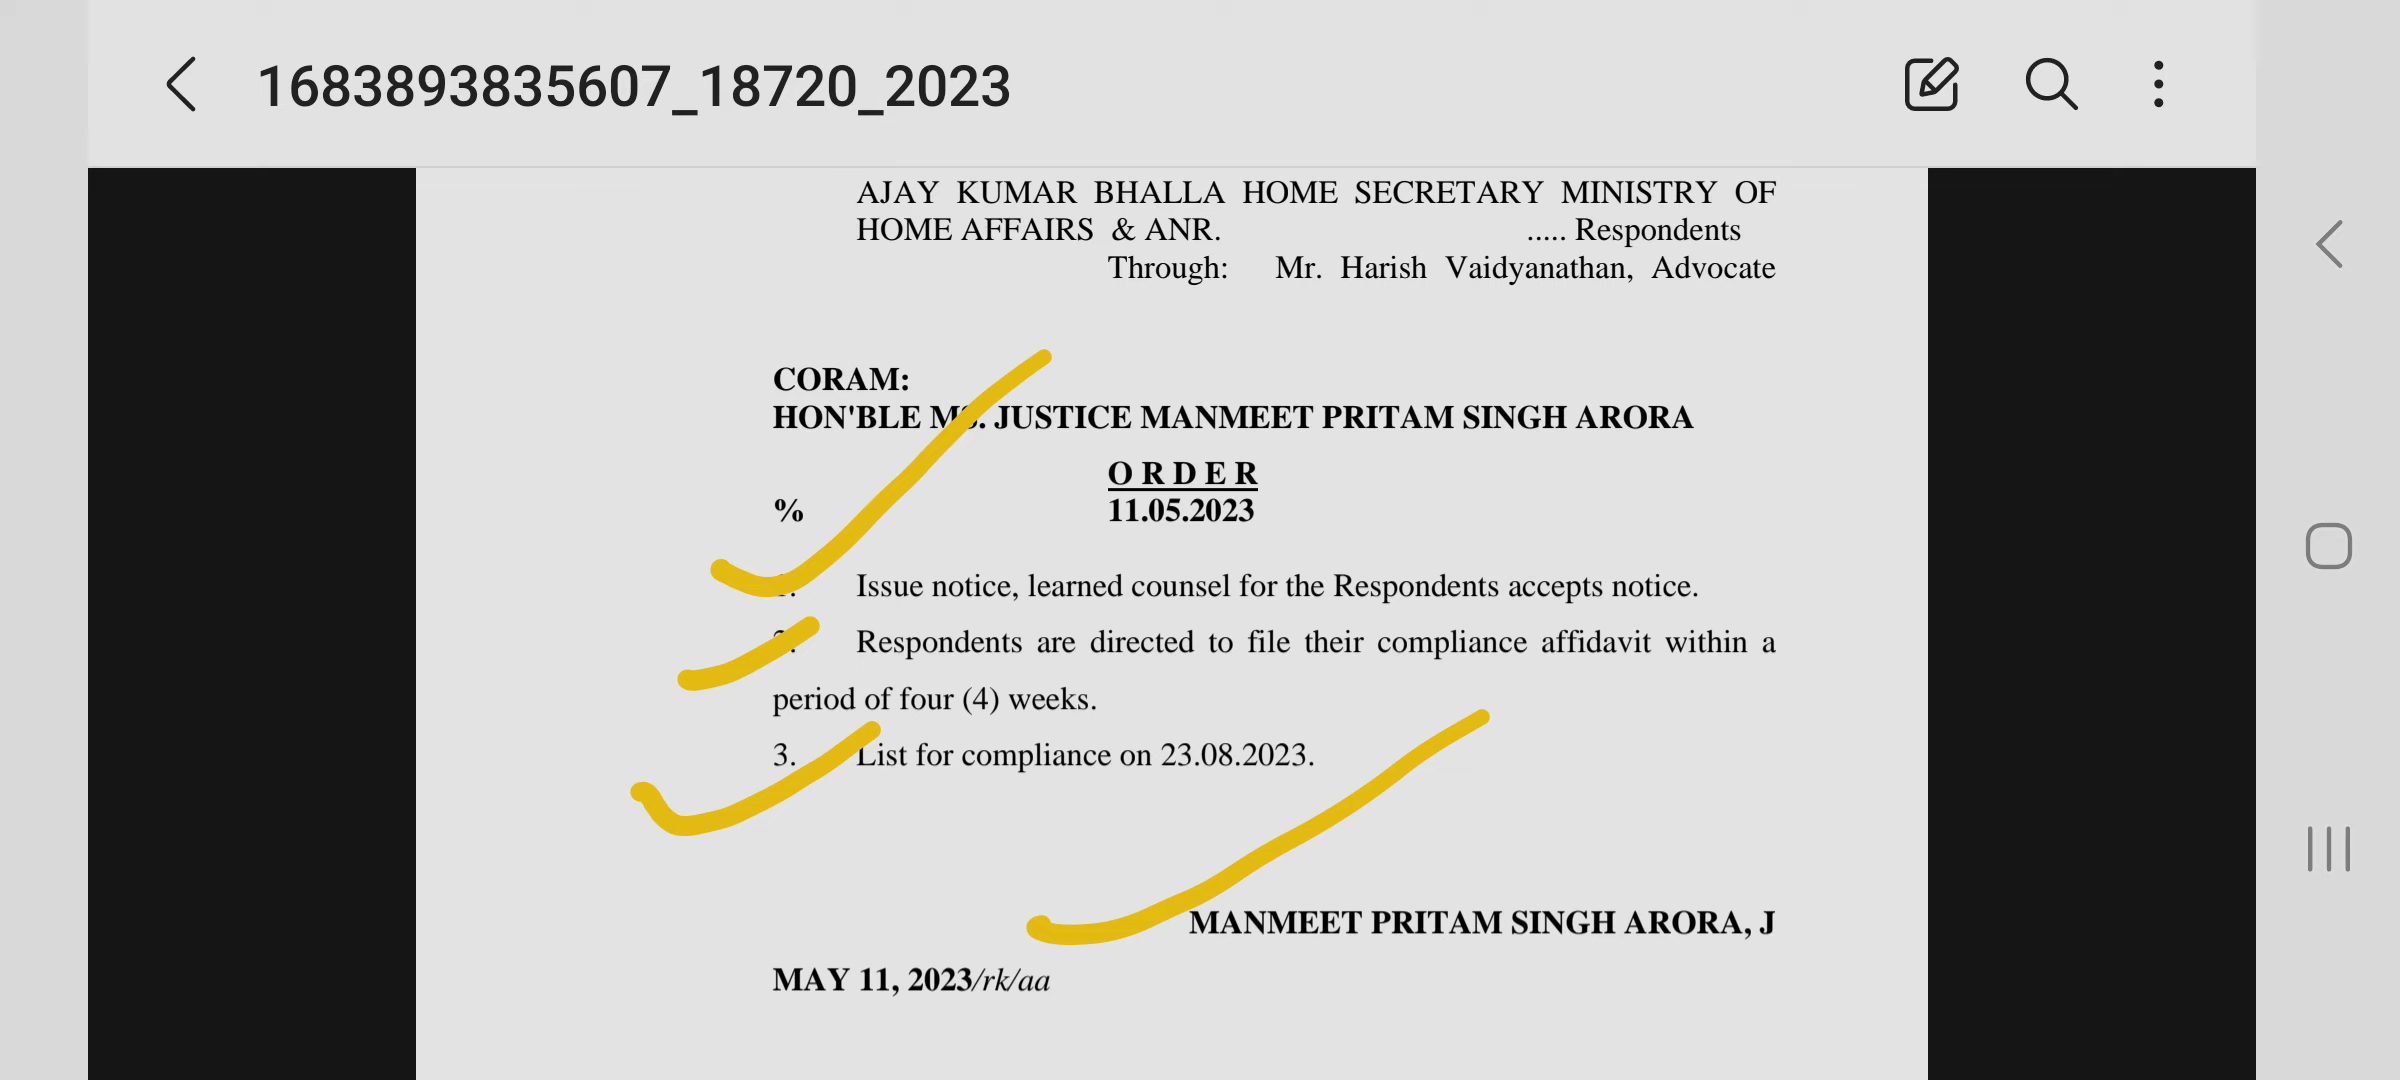 1683893835607_18720_2023
AJAY KUMAR BHALLA HOME SECRETARY MINISTRY OF
HOME AFFAIRS & ANR. ..... Respondents
Through: Mr. Harish Vaidyanathan, Advocate
CORAM:
HON'BLE MS. JUSTICE MANMEET PRITAM SINGH ARORA
O R D E R
% 11.05.2023
1. Issue notice, learned counsel for the Respondents accepts notice.
2. Respondents are directed to file their compliance affidavit within a
period of four (4) weeks.
3. List for compliance on 23.08.2023.
MANMEET PRITAM SINGH ARORA, J
MAY 11, 2023/rk/aa